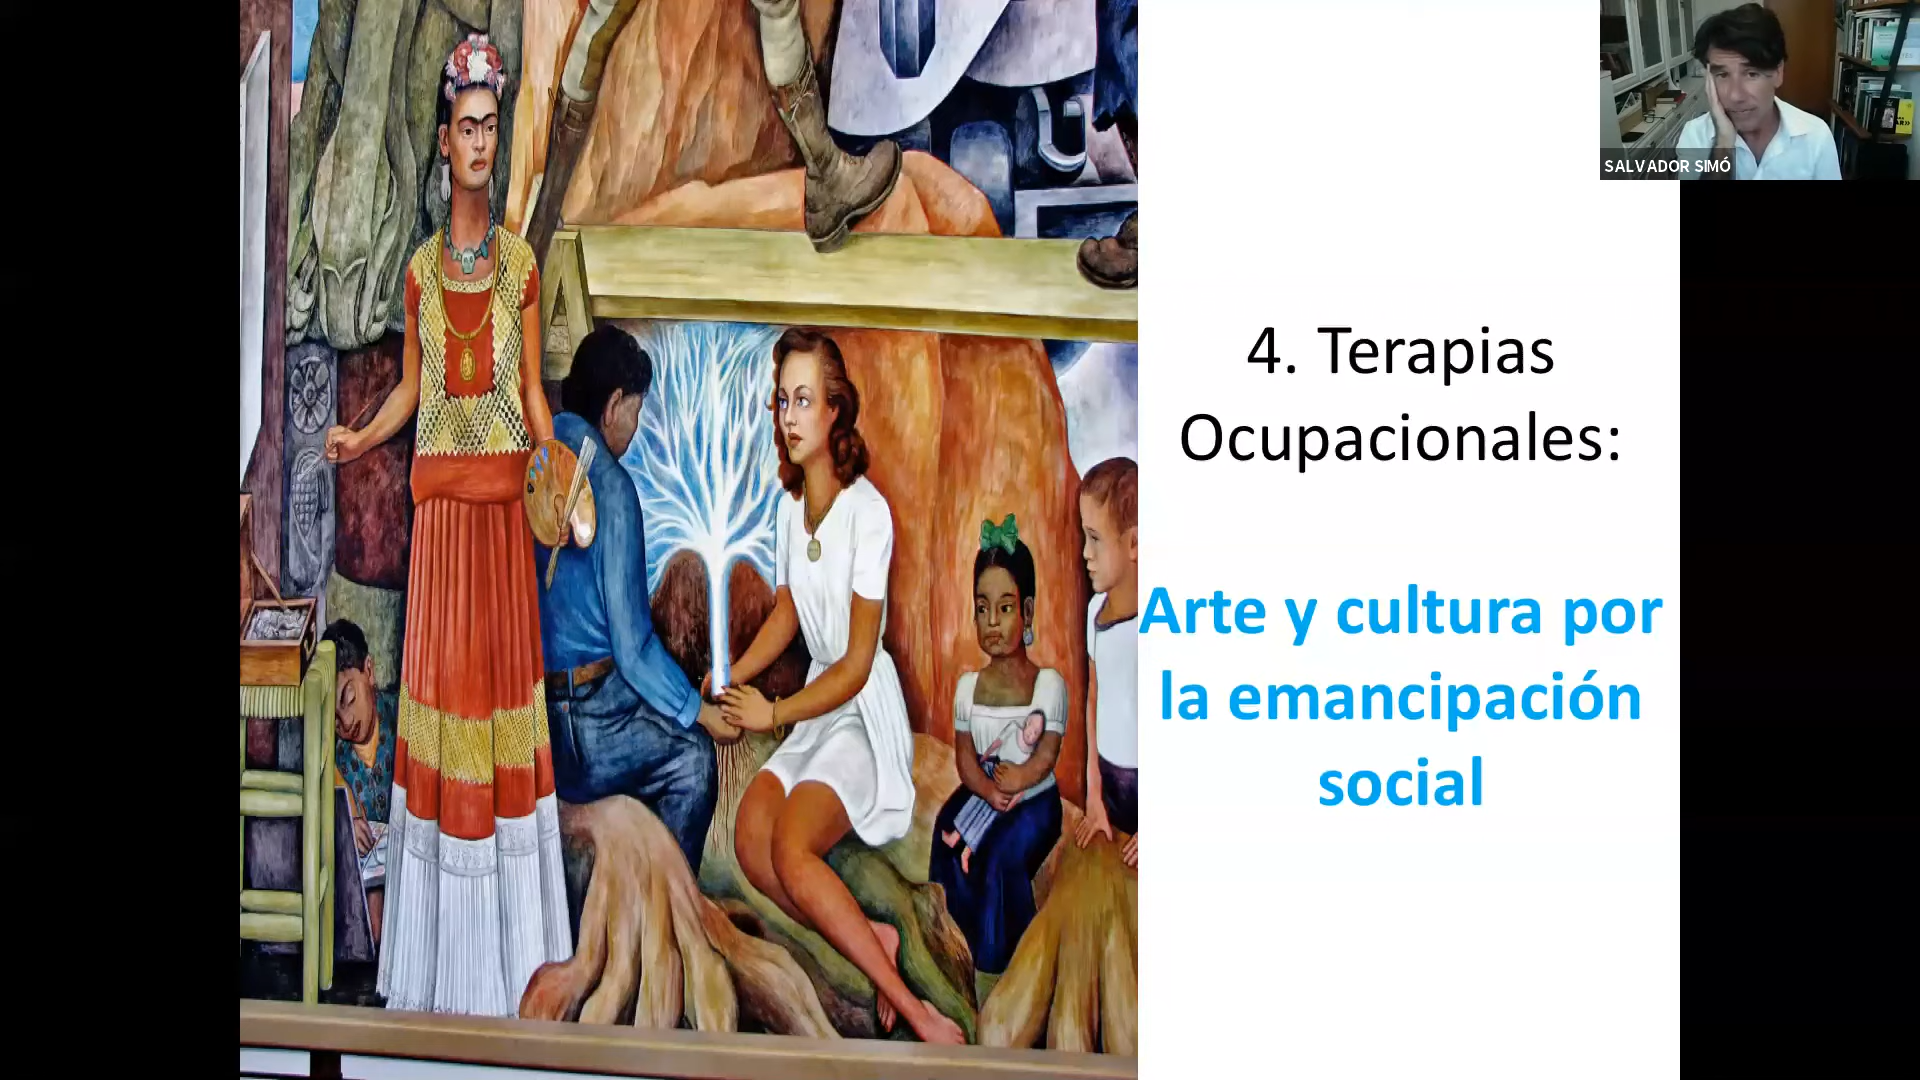 SALVADOR SIMÓ
4. Terapias
Ocupacionales:
Arte y cultura por
la emancipación
social